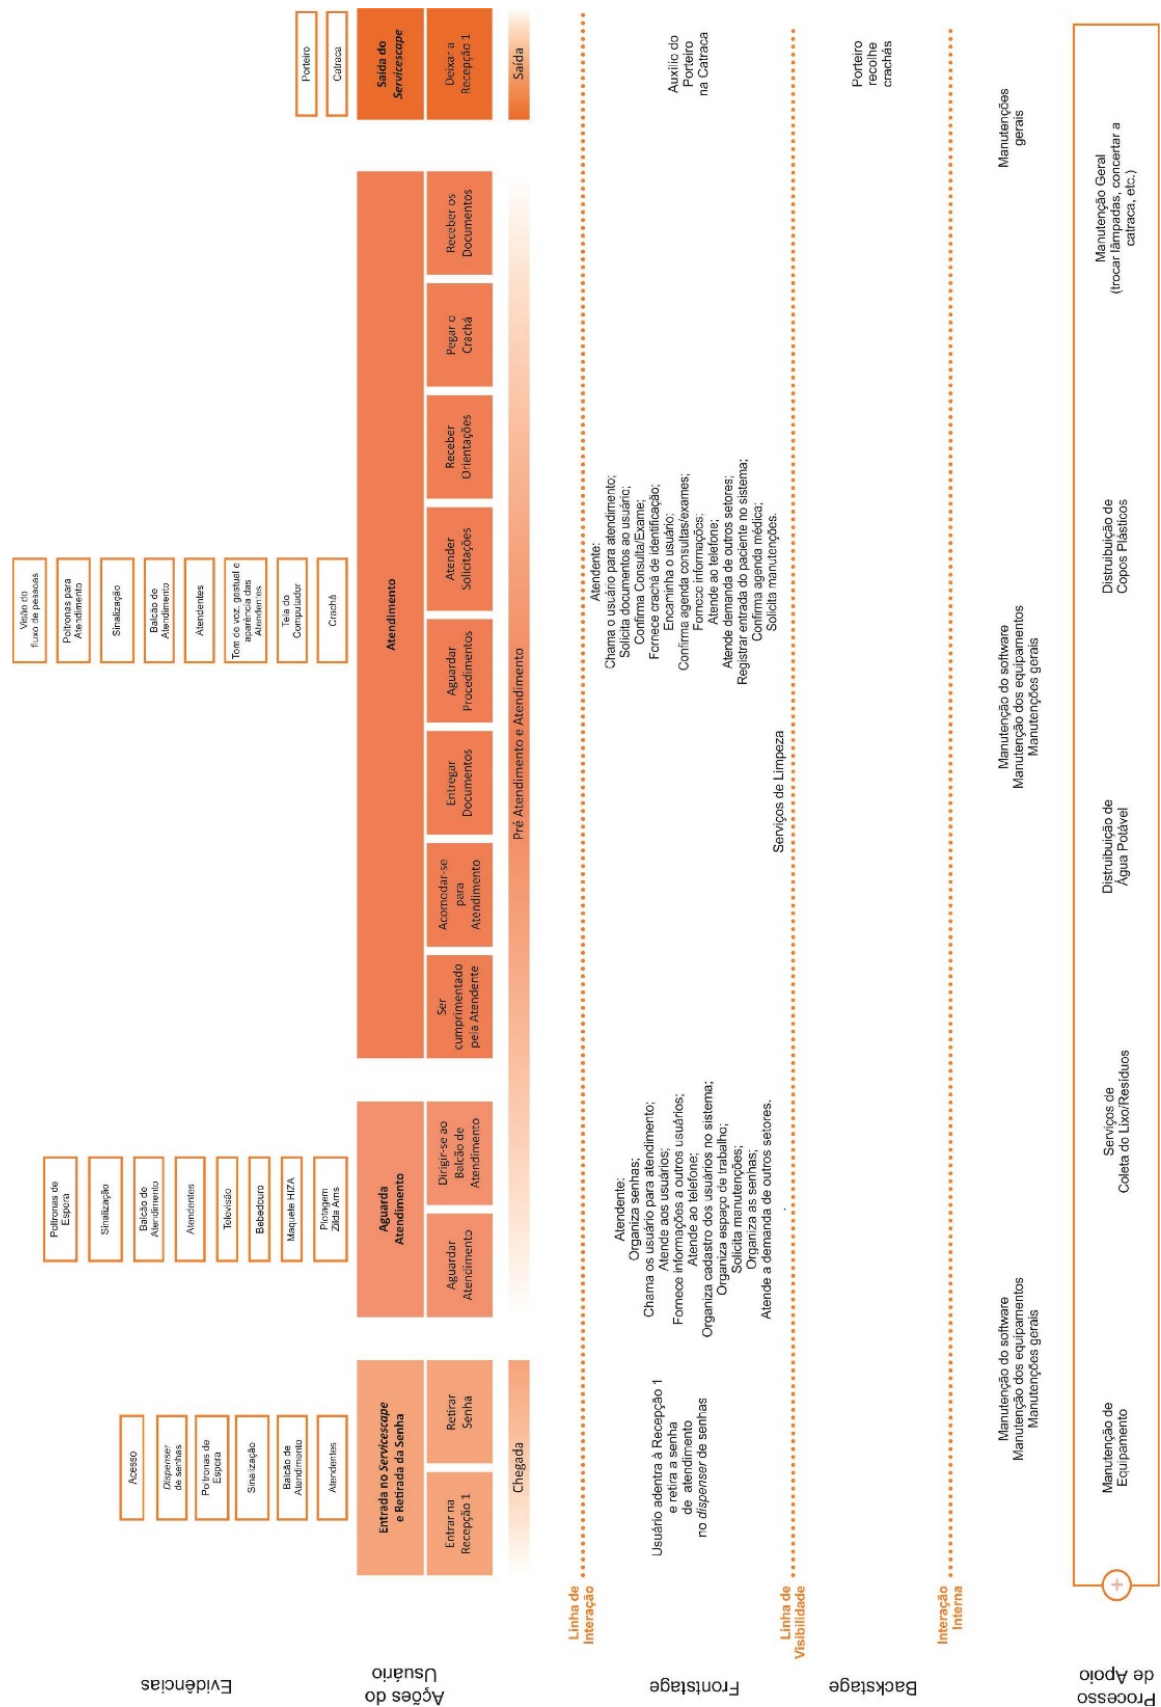 Evidências
Acesso
Dispenser
de senhas
Poltronas de
Espera
Sinalização
Balcão de
Atendimento
Atendentes
Poltronas de
Espera
Sinalização
Balcão de
Atendimento
Atendentes
Televisão
Bebedouro
Maquete HIZA
Plotagem
Zilda Arns
Visão do
fluxo de pessoas
Poltronas para
Atendimento
Sinalização
Balcão de
Atendimento
Atendentes
Tom de voz, gestual e
aparência das
Atendentes
Tela do
Computador
Crachá
Porteiro
Catraca
Ações do
Usuário
Entrada no Servicescape
e Retirada da Senha
Entrar na
Recepção 1
Retirar
Senha
Aguarda
Atendimento
Aguardar
Atendimento
Dirigir-se ao
Balcão de
Atendimento
Atendimento
Ser
cumprimentado
pela Atendente
Acomodar-se
para
Atendimento
Entregar
Documentos
Aguardar
Procedimentos
Atender
Solicitações
Receber
Orientações
Pegar o
Crachá
Receber os
Documentos
Saída do
Servicescape
Deixar a
Recepção 1
Chegada
Pré Atendimento e Atendimento
Saída
Linha de
Interação
Frontstage
Usuário adentra à Recepção 1
e retira a senha
de atendimento
no dispenser de senhas
Atendente:
Organiza senhas;
Chama os usuário para atendimento;
Atende aos usuários;
Fornece informações a outros usuários;
Atende ao telefone;
Organiza cadastro dos usuários no sistema;
Organiza espaço de trabalho;
Solicita manutenções;
Organiza as senhas;
Atende a demanda de outros setores.
Serviços de Limpeza
Atendente:
Chama o usuário para atendimento;
Solicita documentos ao usuário;
Confirma Consulta/Exame;
Fornece crachá de identificação;
Encaminha o usuário;
Confirma agenda consultas/exames;
Fornece informações;
Atende ao telefone;
Atende demanda de outros setores;
Registrar entrada do paciente no sistema;
Confirma agenda médica;
Solicita manutenções.
Auxílio do
Porteiro
na Catraca
Linha de
Visibilidade
Backstage
Porteiro
recolhe
crachás
Interação
Interna
Manutenção do software
Manutenção dos equipamentos
Manutenções gerais
Manutenção do software
Manutenção dos equipamentos
Manutenções gerais
Manutenções
gerais
Processo
de Apoio
+
Manutenção de
Equipamento
Serviços de
Coleta do Lixo/Resíduos
Distruibuição de
Água Potável
Distruibuição de
Copos Plásticos
Manutenção Geral
(trocar lâmpadas, concertar a
catraca, etc.)